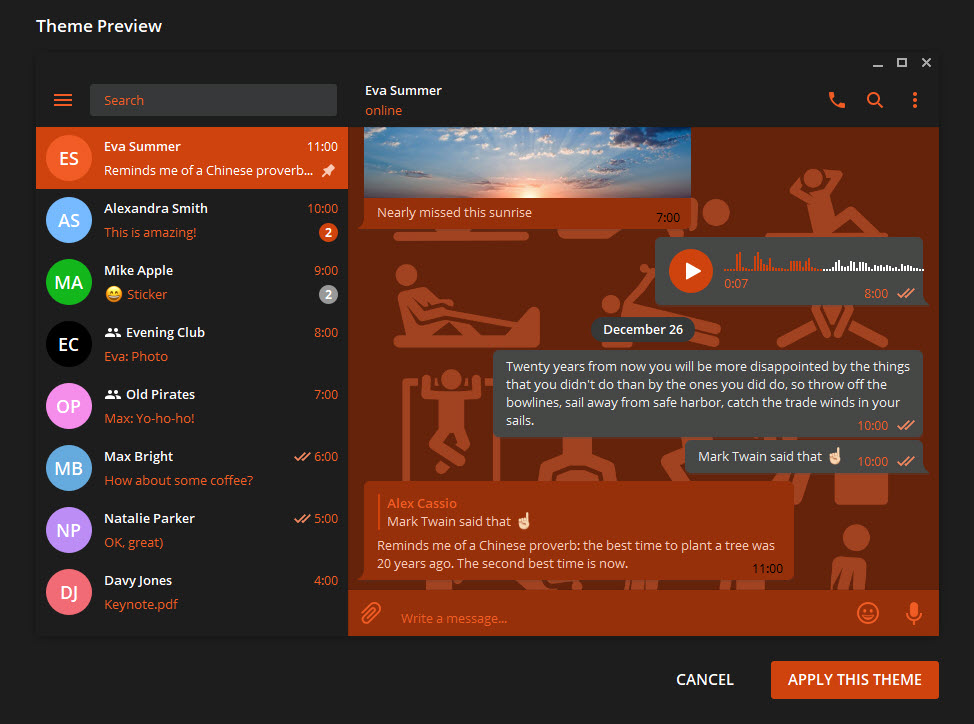 Theme Preview
Search
Eva Summer
online
ES
Eva Summer
11:00
Reminds me of a Chinese proverb...
AS
Alexandra Smith
10:00
This is amazing!
2
MA
Mike Apple
9:00
😄 Sticker
2
EC
Evening Club
8:00
Eva: Photo
OP
Old Pirates
7:00
Max: Yo-ho-ho!
MB
Max Bright
6:00
How about some coffee?
NP
Natalie Parker
5:00
OK, great)
DJ
Davy Jones
4:00
Keynote.pdf
Nearly missed this sunrise
7:00
0:07
8:00
December 26
Twenty years from now you will be more disappointed by the things
that you didn't do than by the ones you did do, so throw off the
bowlines, sail away from safe harbor, catch the trade winds in your
sails.
10:00
Mark Twain said that ☝🏻
10:00
Alex Cassio
Mark Twain said that ☝🏻
Reminds me of a Chinese proverb: the best time to plant a tree was
20 years ago. The second best time is now.
11:00
Write a message...
CANCEL
APPLY THIS THEME